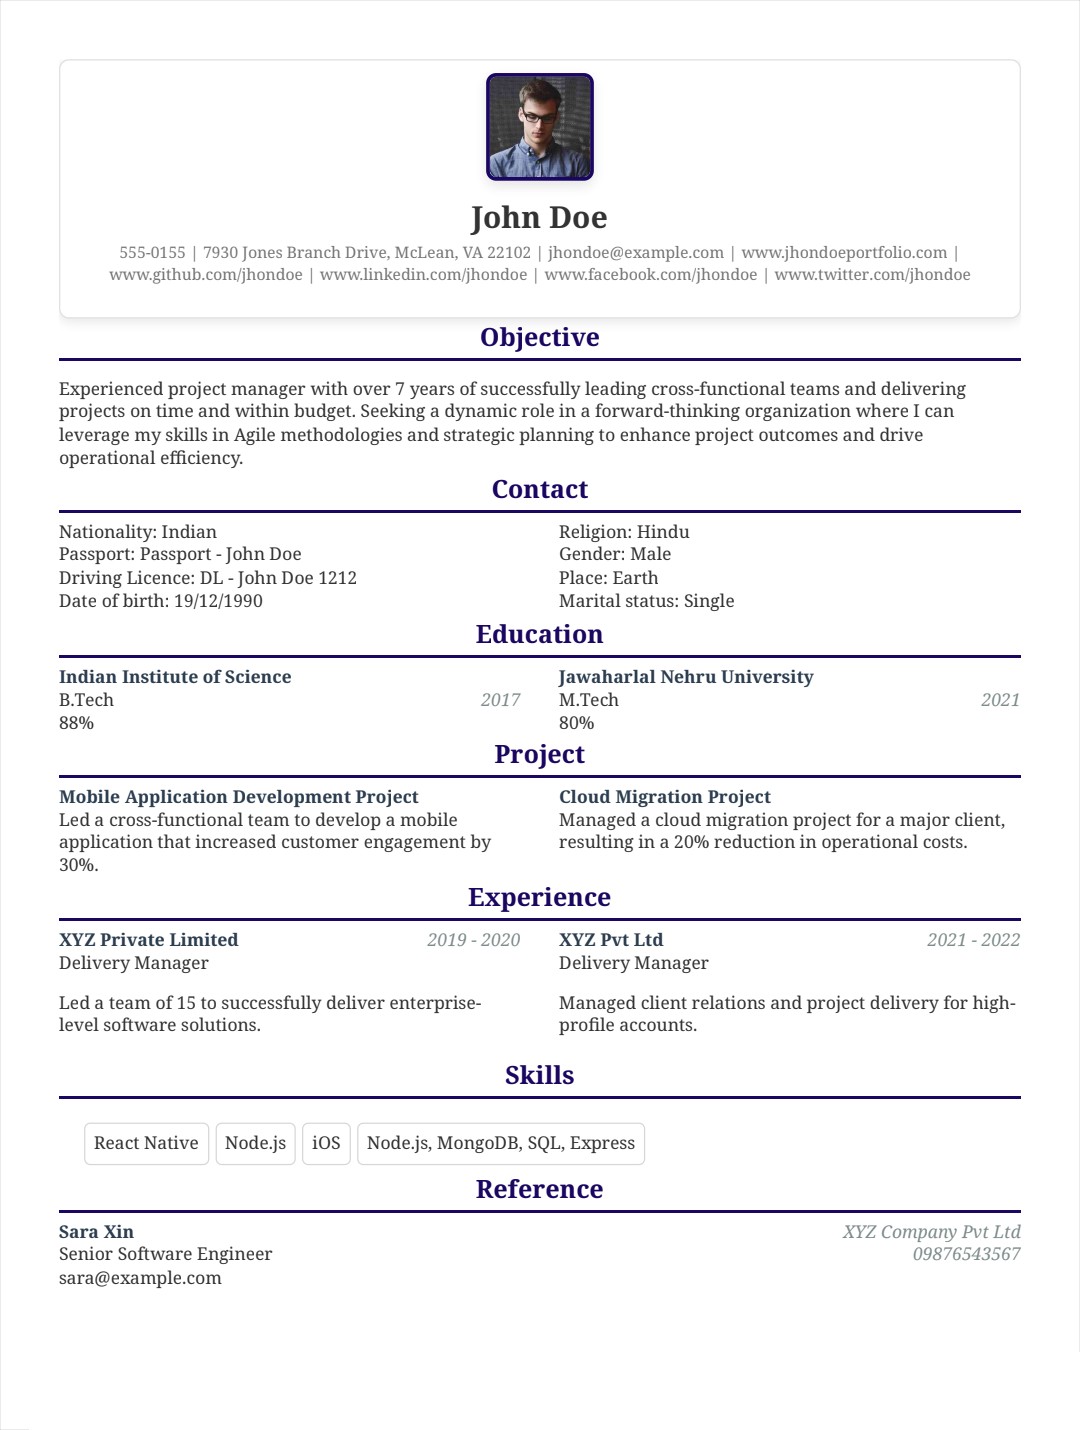 John Doe
555-0155 | 7930 Jones Branch Drive, McLean, VA 22102 | jhondoe@example.com | www.jhondoeportfolio.com |
www.github.com/jhondoe | www.linkedin.com/jhondoe | www.facebook.com/jhondoe | www.twitter.com/jhondoe
Objective
Experienced project manager with over 7 years of successfully leading cross-functional teams and delivering
projects on time and within budget. Seeking a dynamic role in a forward-thinking organization where I can
leverage my skills in Agile methodologies and strategic planning to enhance project outcomes and drive
operational efficiency.
Contact
Nationality: Indian
Passport: Passport - John Doe
Driving Licence: DL - John Doe 1212
Date of birth: 19/12/1990
Religion: Hindu
Gender: Male
Place: Earth
Marital status: Single
Education
Indian Institute of Science
B.Tech 2017
88%
Jawaharlal Nehru University
M.Tech 2021
80%
Project
Mobile Application Development Project
Led a cross-functional team to develop a mobile
application that increased customer engagement by
30%.
Cloud Migration Project
Managed a cloud migration project for a major client,
resulting in a 20% reduction in operational costs.
Experience
XYZ Private Limited 2019 - 2020
Delivery Manager
Led a team of 15 to successfully deliver enterprise-
level software solutions.
XYZ Pvt Ltd 2021 - 2022
Delivery Manager
Managed client relations and project delivery for high-
profile accounts.
Skills
React Native Node.js iOS Node.js, MongoDB, SQL, Express
Reference
Sara Xin XYZ Company Pvt Ltd
Senior Software Engineer 09876543567
sara@example.com